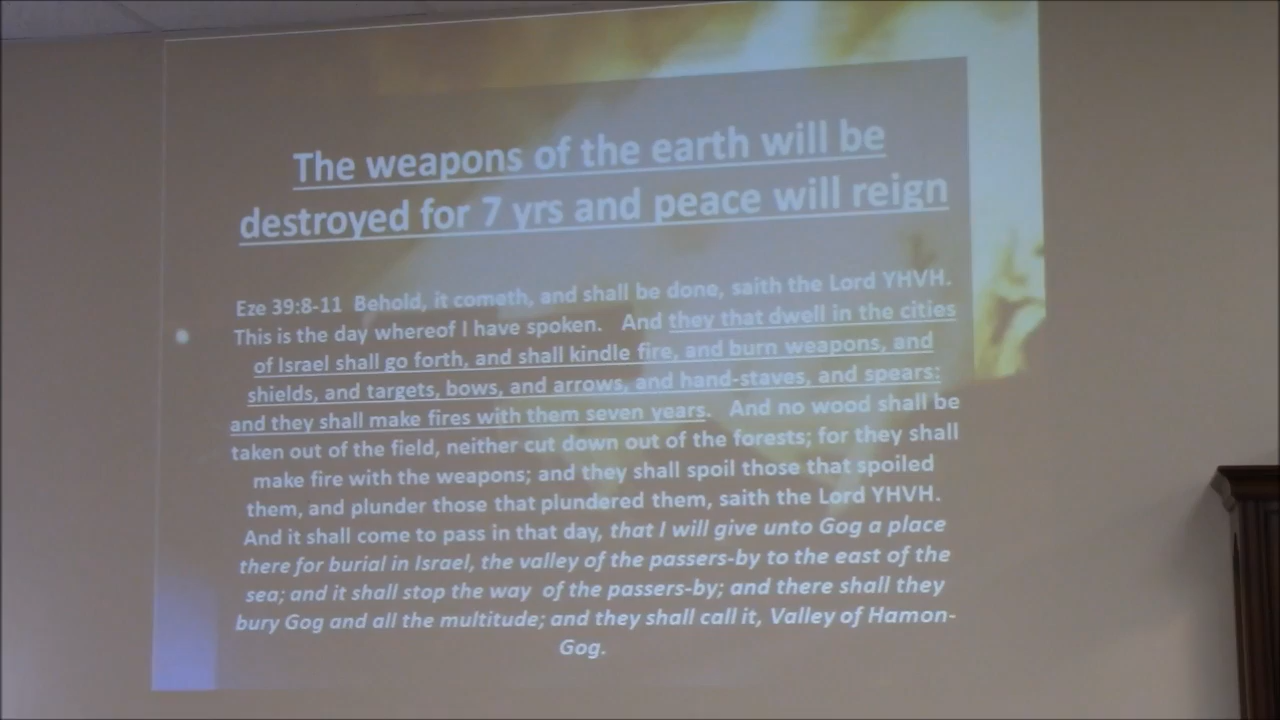 The weapons of the earth will be
destroyed for 7 yrs and peace will reign
Eze 39:8-11 Behold, it cometh, and shall be done, saith the Lord YHVH.
This is the day whereof I have spoken. And they that dwell in the cities
of Israel shall go forth, and shall kindle fire, and burn weapons, and
shields, and targets, bows, and arrows, and hand-staves, and spears:
and they shall make fires with them seven years. And no wood shall be
taken out of the field, neither cut down out of the forests; for they shall
make fire with the weapons; and they shall spoil those that spoiled
them, and plunder those that plundered them, saith the Lord YHVH.
And it shall come to pass in that day, that I will give unto Gog a place
there for burial in Israel, the valley of the passers-by to the east of the
sea; and it shall stop the way of the passers-by; and there shall they
bury Gog and all the multitude; and they shall call it, Valley of Hamon-
Gog.